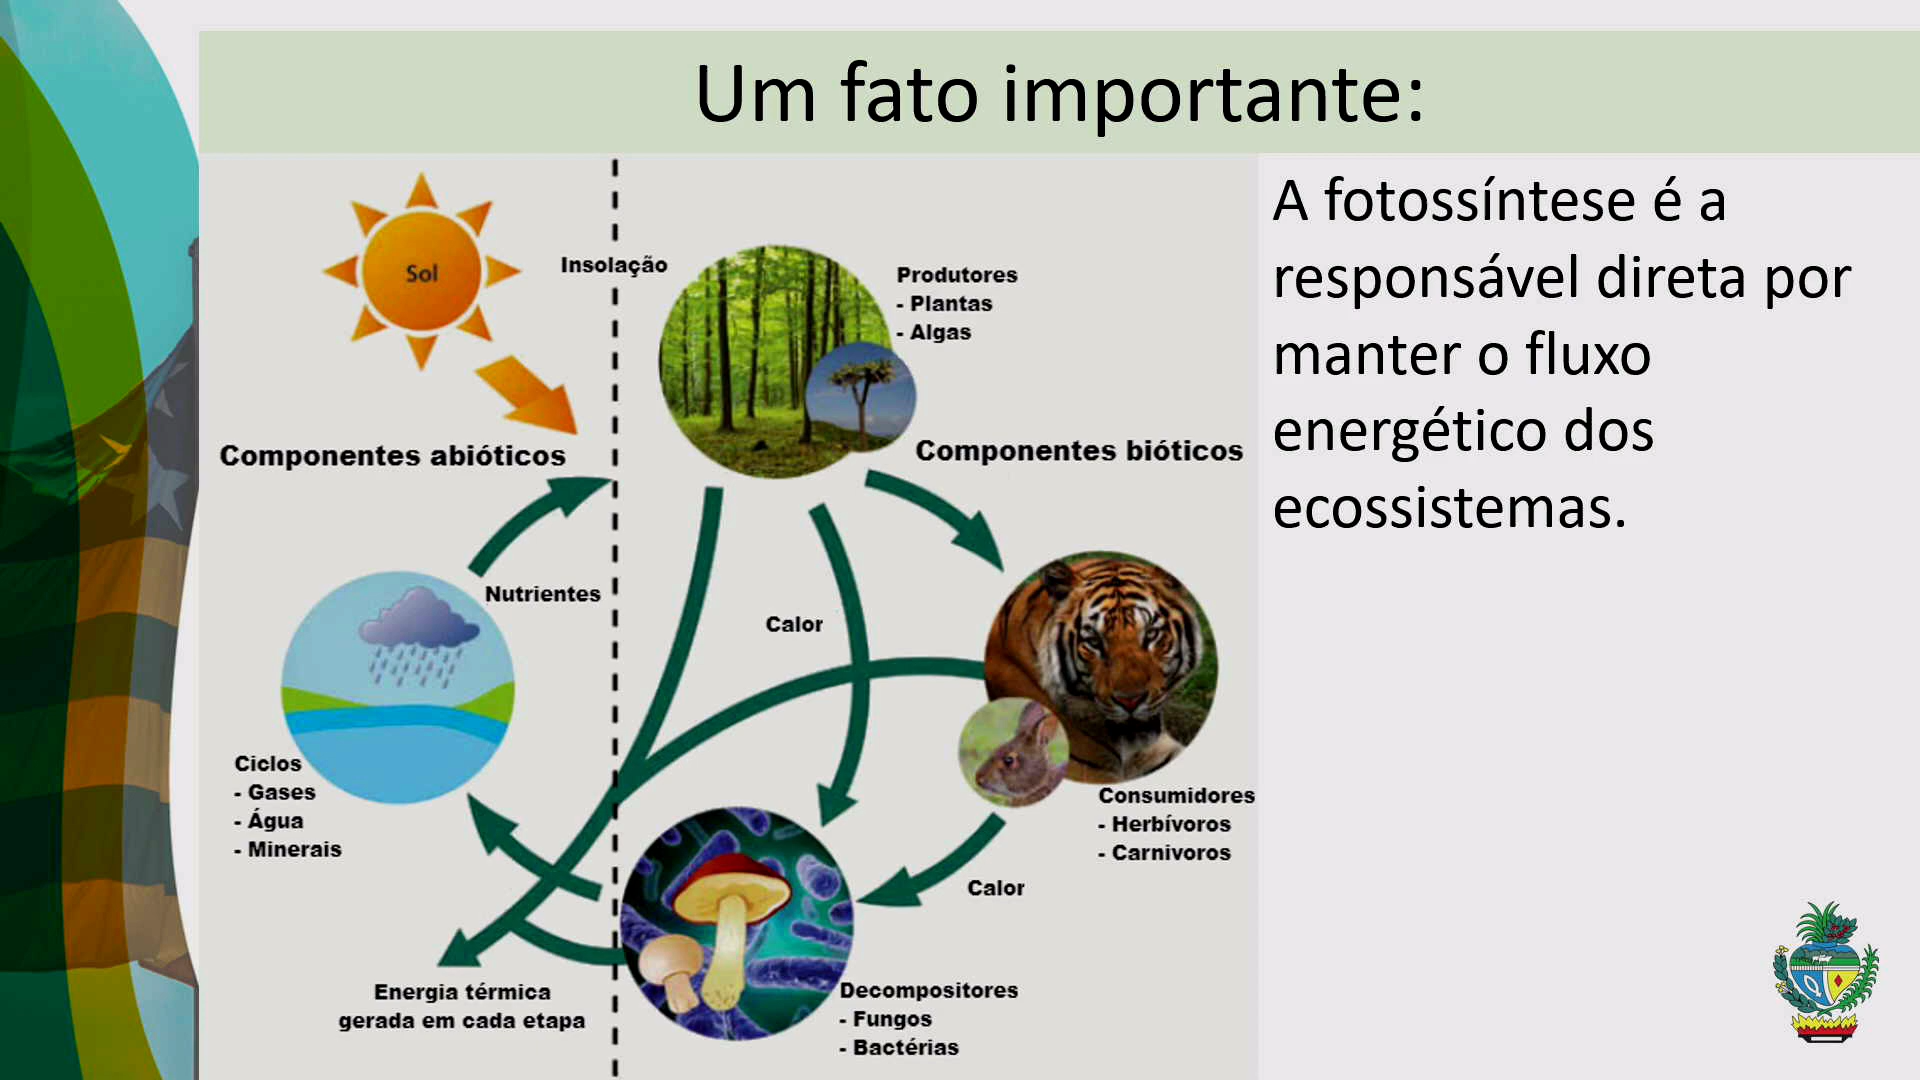 Um fato importante:
Sol
Insolação
Produtores
- Plantas
- Algas
Componentes abióticos
Componentes bióticos
Nutrientes
Calor
Ciclos
- Gases
- Água
- Minerais
Consumidores
- Herbívoros
- Carnivoros
Calor
Energia térmica
gerada em cada etapa
Decompositores
- Fungos
- Bactérias
A fotossíntese é a
responsável direta por
manter o fluxo
energético dos
ecossistemas.